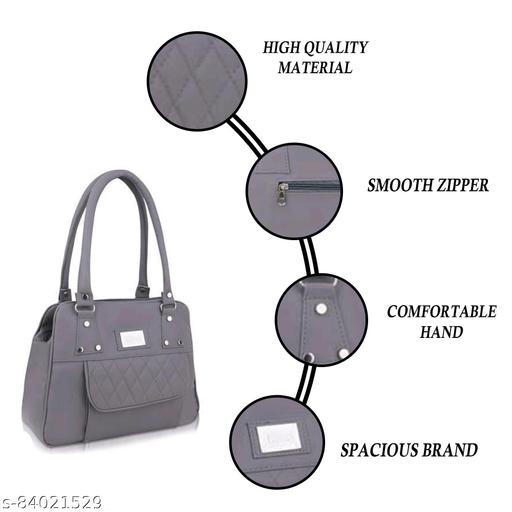 HIGH QUALITY
MATERIAL
SMOOTH ZIPPER
COMFORTABLE
HAND
SPACIOUS BRAND
s-84021529